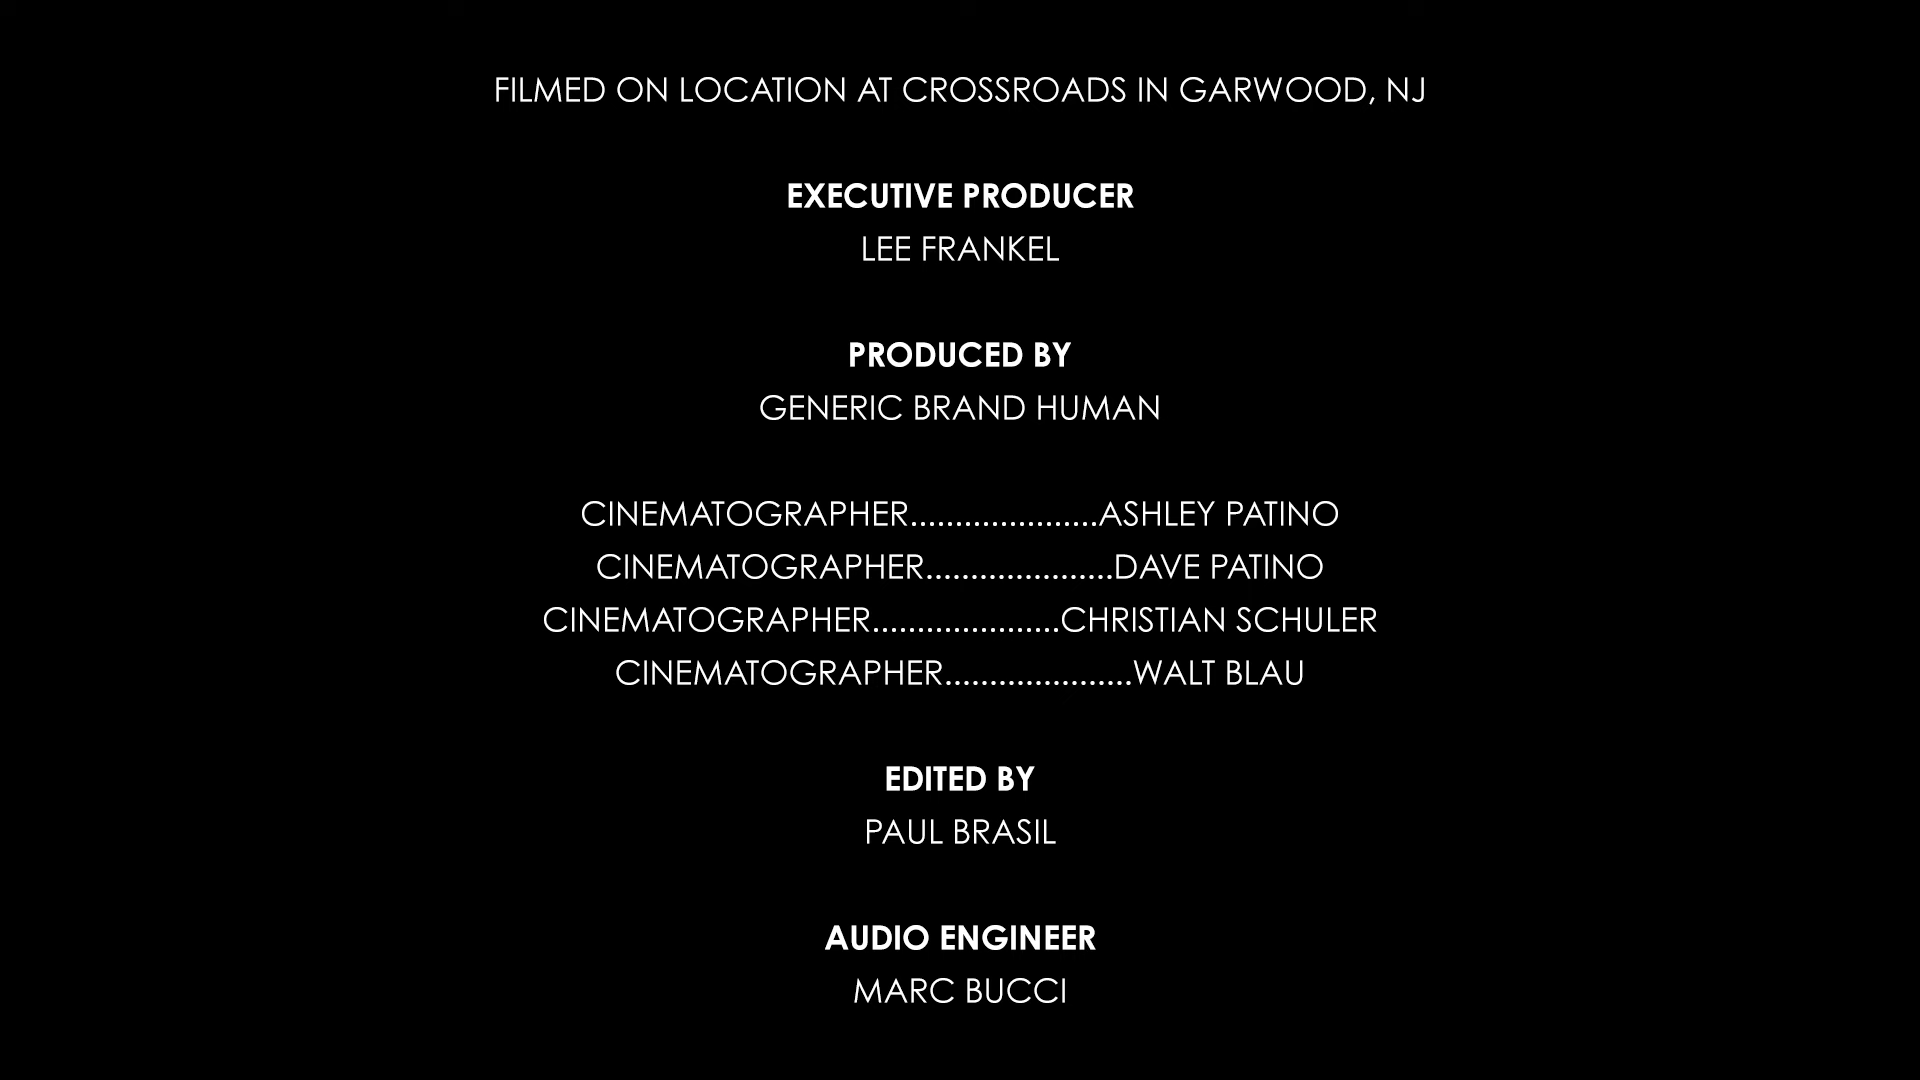 FILMED ON LOCATION AT CROSSROADS IN GARWOOD, NJ
EXECUTIVE PRODUCER
LEE FRANKEL
PRODUCED BY
GENERIC BRAND HUMAN
CINEMATOGRAPHER.....................ASHLEY PATINO
CINEMATOGRAPHER.....................DAVE PATINO
CINEMATOGRAPHER.....................CHRISTIAN SCHULER
CINEMATOGRAPHER.....................WALT BLAU
EDITED BY
PAUL BRASIL
AUDIO ENGINEER
MARC BUCCI